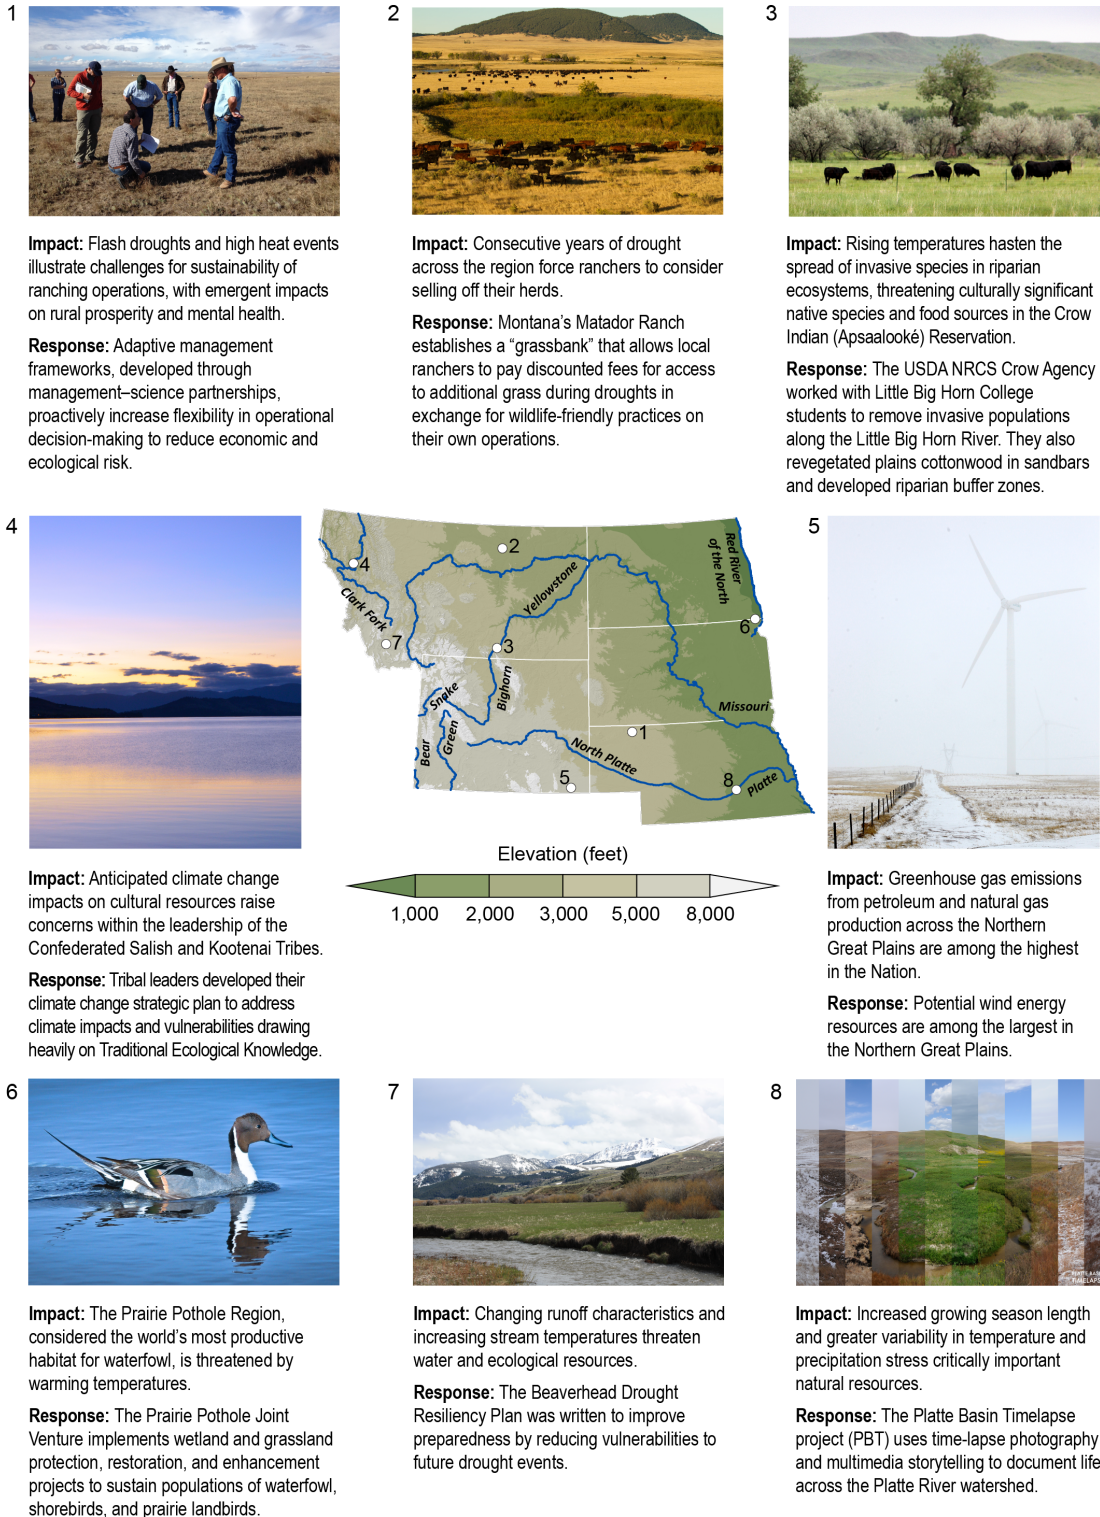 1
2
3
Impact: Flash droughts and high heat events
illustrate challenges for sustainability of
ranching operations, with emergent impacts
on rural prosperity and mental health.
Response: Adaptive management
frameworks, developed through
management–science partnerships,
proactively increase flexibility in operational
decision-making to reduce economic and
ecological risk.
Impact: Consecutive years of drought
across the region force ranchers to consider
selling off their herds.
Response: Montana’s Matador Ranch
establishes a “grassbank” that allows local
ranchers to pay discounted fees for access
to additional grass during droughts in
exchange for wildlife-friendly practices on
their own operations.
Impact: Rising temperatures hasten the
spread of invasive species in riparian
ecosystems, threatening culturally significant
native species and food sources in the Crow
Indian (Apsaalooké) Reservation.
Response: The USDA NRCS Crow Agency
worked with Little Big Horn College
students to remove invasive populations
along the Little Big Horn River. They also
revegetated plains cottonwood in sandbars
and developed riparian buffer zones.
4
5
2
4
Red River
of the North
Clark Fork
Yellowstone
6
7
3
Snake
Bighorn
Missouri
Bear
Green
1
North Platte
5
8
Platte
Elevation (feet)
1,000
2,000
3,000
5,000
8,000
Impact: Anticipated climate change
impacts on cultural resources raise
concerns within the leadership of the
Confederated Salish and Kootenai Tribes.
Response: Tribal leaders developed their
climate change strategic plan to address
climate impacts and vulnerabilities drawing
heavily on Traditional Ecological Knowledge.
Impact: Greenhouse gas emissions
from petroleum and natural gas
production across the Northern
Great Plains are among the highest
in the Nation.
Response: Potential wind energy
resources are among the largest in
the Northern Great Plains.
6
7
8
PLATTE BAS
TIMELAPS
Impact: The Prairie Pothole Region,
considered the world’s most productive
habitat for waterfowl, is threatened by
warming temperatures.
Response: The Prairie Pothole Joint
Venture implements wetland and grassland
protection, restoration, and enhancement
projects to sustain populations of waterfowl,
shorebirds, and prairie landbirds.
Impact: Changing runoff characteristics and
increasing stream temperatures threaten
water and ecological resources.
Response: The Beaverhead Drought
Resiliency Plan was written to improve
preparedness by reducing vulnerabilities to
future drought events.
Impact: Increased growing season length
and greater variability in temperature and
precipitation stress critically important
natural resources.
Response: The Platte Basin Timelapse
project (PBT) uses time-lapse photography
and multimedia storytelling to document life
across the Platte River watershed.